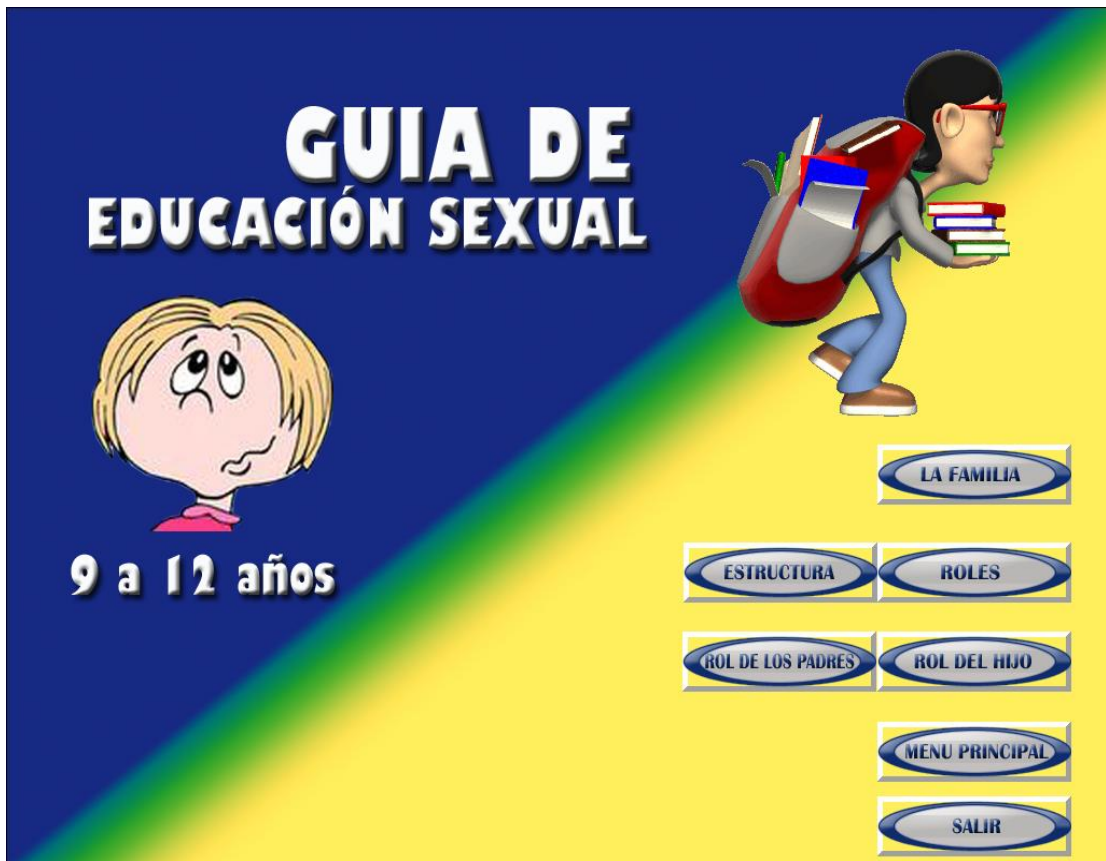 GUIA DE
EDUCACIÓN SEXUAL
9 a 12 años
LA FAMILIA
ESTRUCTURA
ROLES
ROL DE LOS PADRES
ROL DEL HIJO
MENU PRINCIPAL
SALIR